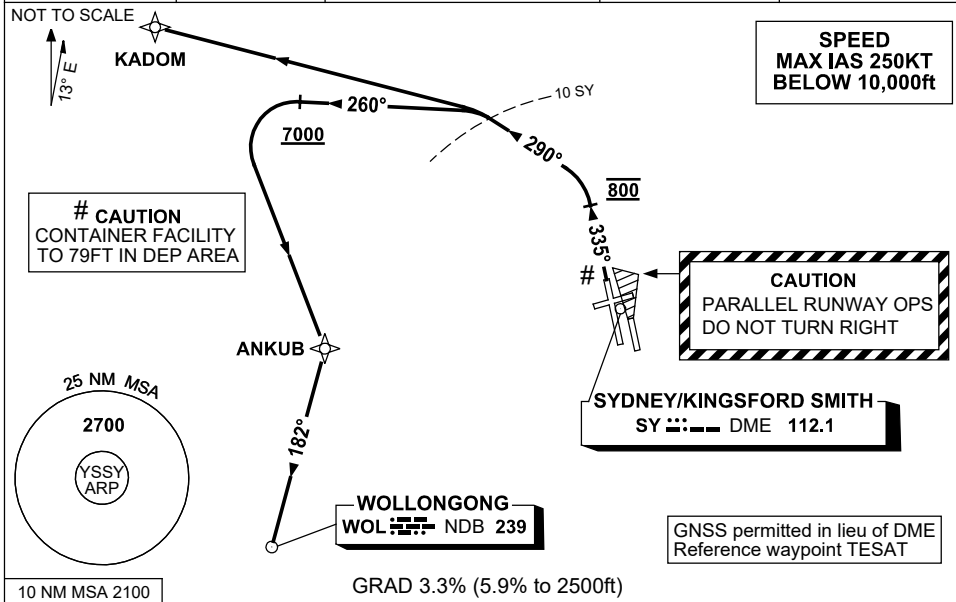 NOT TO SCALE
13° E
KADOM
SPEED
MAX IAS 250KT
BELOW 10,000ft
10 SY
260°
7000
290°
800
335°
# CAUTION
CONTAINER FACILITY
TO 79FT IN DEP AREA
#
CAUTION
PARALLEL RUNWAY OPS
DO NOT TURN RIGHT
ANKUB
25 NM MSA
2700
YSSY
ARP
182°
SYDNEY/KINGSFORD SMITH
SY DME 112.1
WOLLONGONG
WOL NDB 239
GNSS permitted in lieu of DME
Reference waypoint TESAT
10 NM MSA 2100
GRAD 3.3% (5.9% to 2500ft)